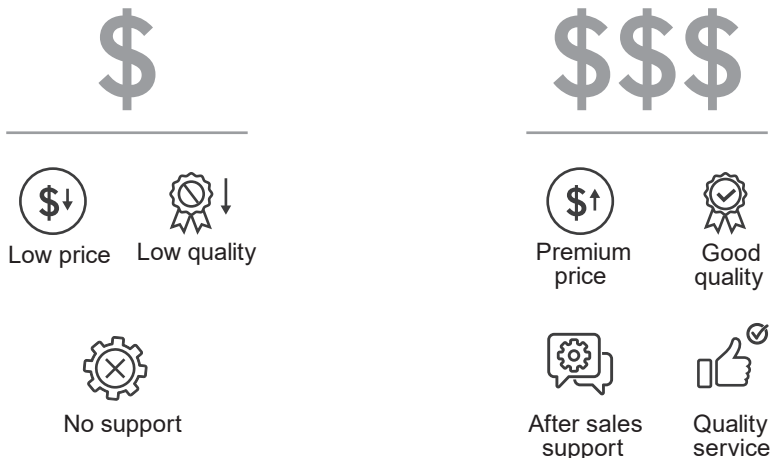 $
$$$
$
Low price
Low quality
No support
$
Premium
price
Good
quality
After sales
support
Quality
service